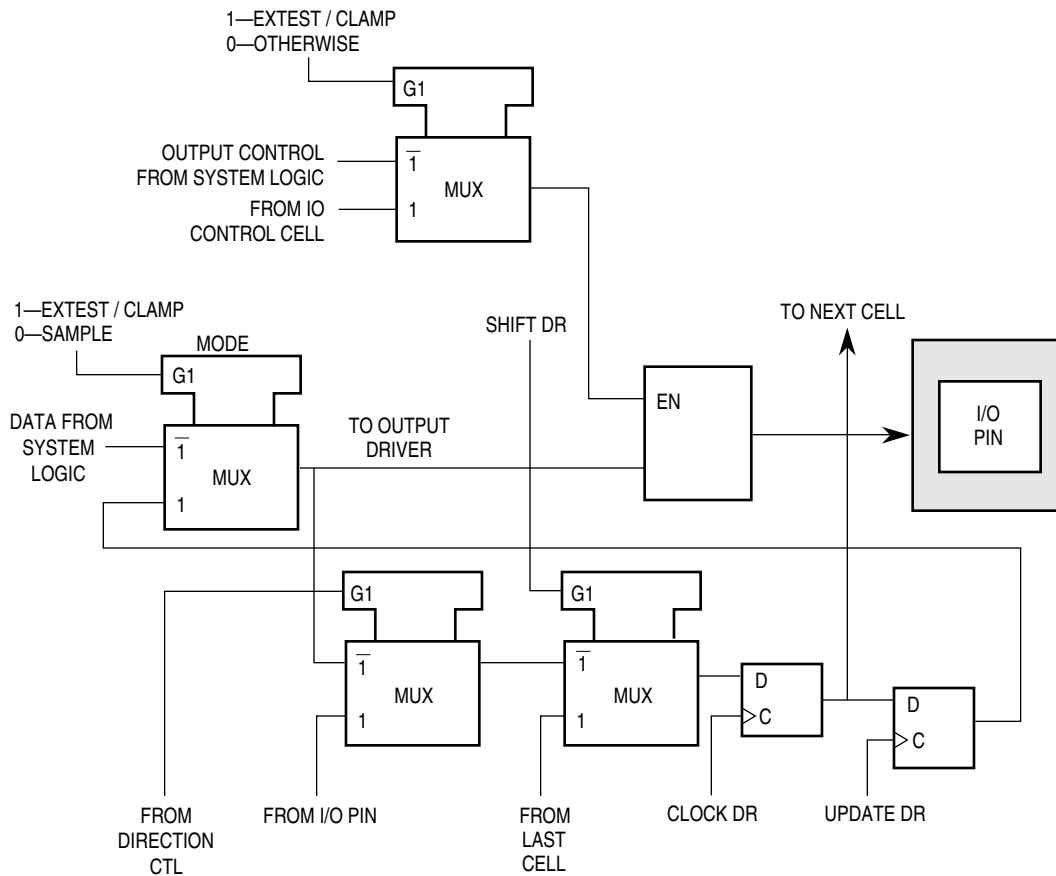 1—EXTEST / CLAMP
0—OTHERWISE
G1
OUTPUT CONTROL
FROM SYSTEM LOGIC
1
MUX
FROM IO
CONTROL CELL
1
1—EXTEST / CLAMP
0—SAMPLE
MODE
G1
SHIFT DR
TO NEXT CELL
EN
I/O
PIN
DATA FROM
SYSTEM
LOGIC
1
MUX
1
TO OUTPUT
DRIVER
G1
1
MUX
1
G1
1
MUX
1
D
C
D
C
FROM
DIRECTION
CTL
FROM I/O PIN
FROM
LAST
CELL
CLOCK DR
UPDATE DR